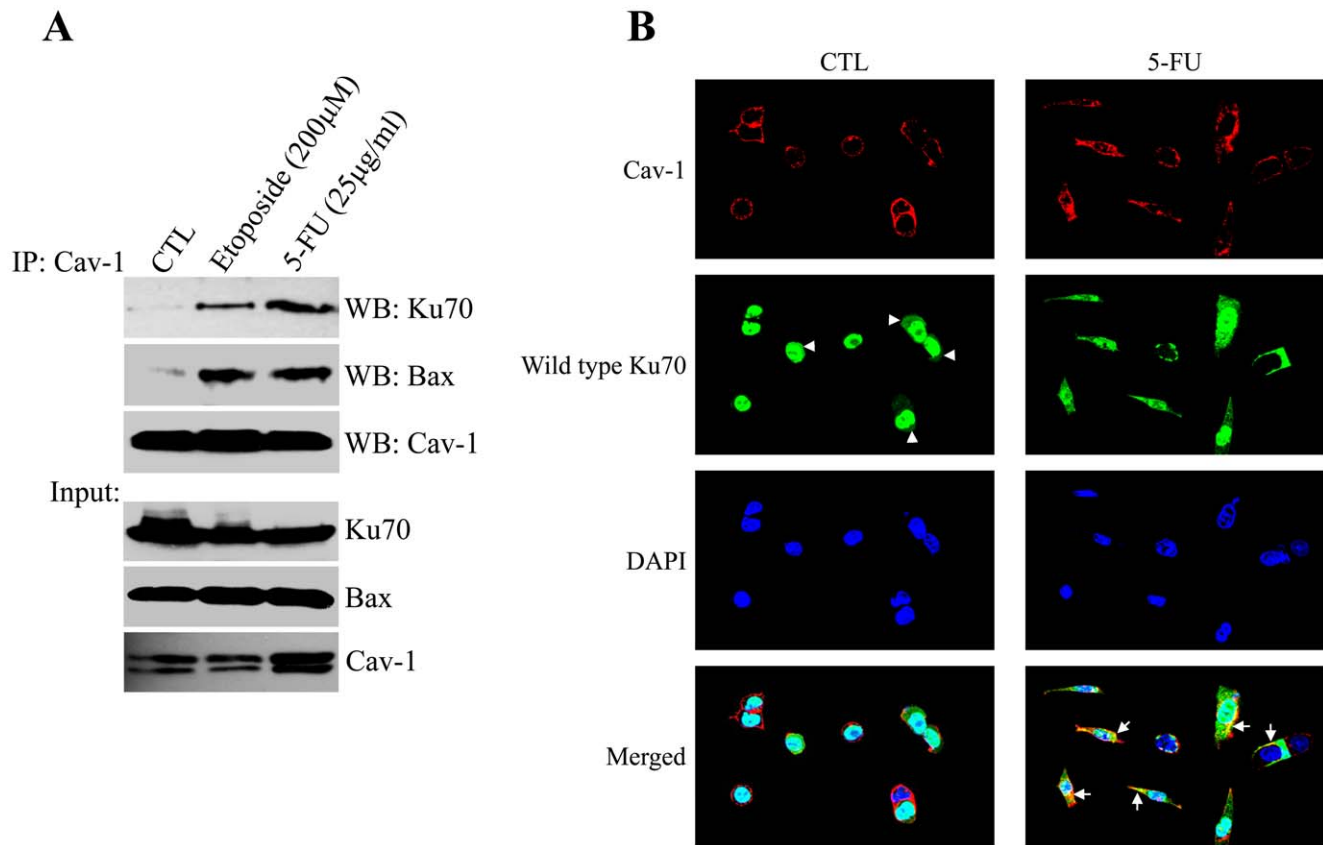 A
CTL
Etoposide (200µM)
5-FU (25µg/ml)
IP: Cav-1
WB: Ku70
WB: Bax
WB: Cav-1
Input:
Ku70
Bax
Cav-1
B
CTL
5-FU
Cav-1
Wild type Ku70
DAPI
Merged